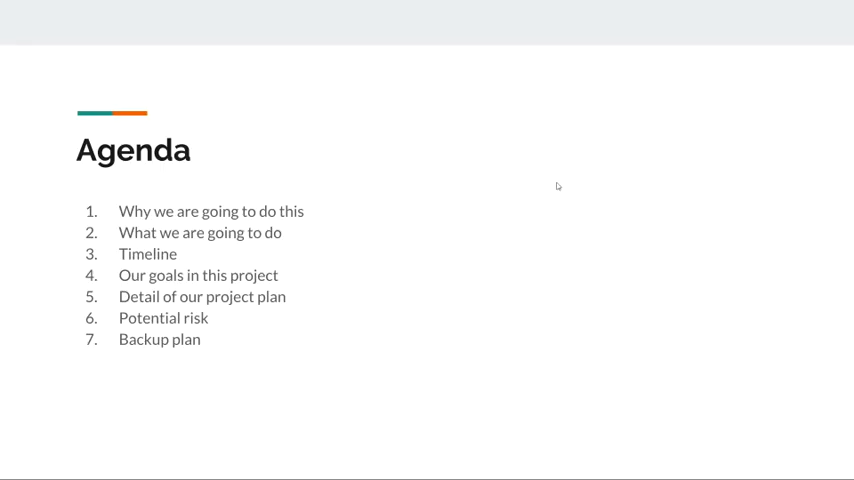 Agenda
1. Why we are going to do this
2. What we are going to do
3. Timeline
4. Our goals in this project
5. Detail of our project plan
6. Potential risk
7. Backup plan